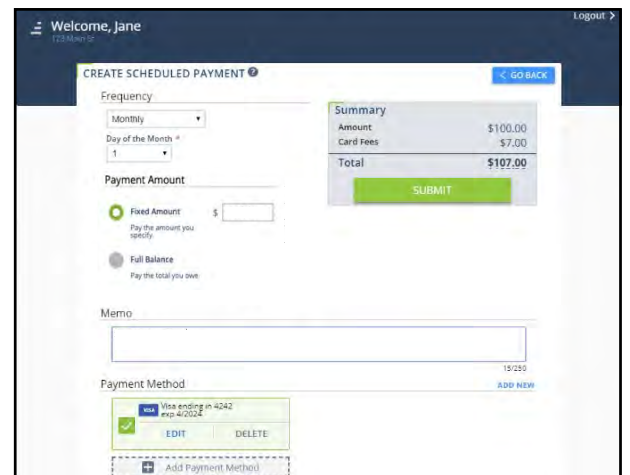 Logout >
Welcome, Jane
123 Main St
CREATE SCHEDULED PAYMENT ?
< GO BACK
Frequency
Monthly
Day of the Month *
1
Payment Amount
Fixed Amount $
Pay the amount you
specify
Full Balance
Pay the total you owe
Summary
Amount $100.00
Card Fees $7.00
Total $107.00
SUBMIT
Memo
15/250
Payment Method
ADD NEW
VISA Visa ending in 4242
exp 4/2024
EDIT DELETE
Add Payment Method